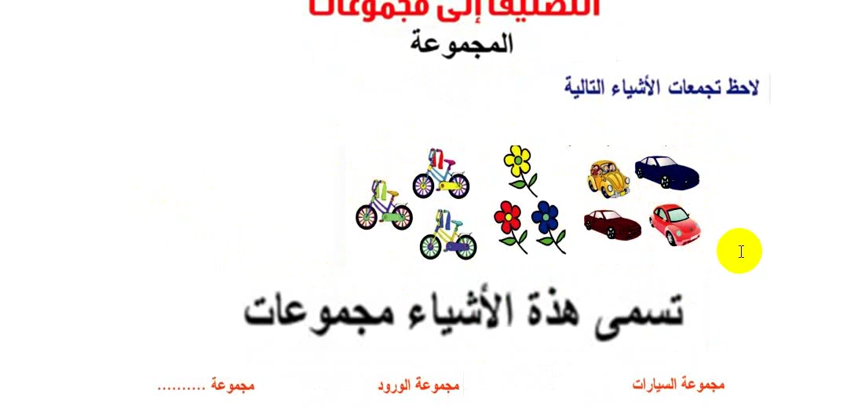 التصنيف إلى مجموعات
المجموعة
لاحظ تجمعات الأشياء التالية
تسمى هذة الأشياء مجموعات
مجموعة السيارات
مجموعة الورود
مجموعة ..........